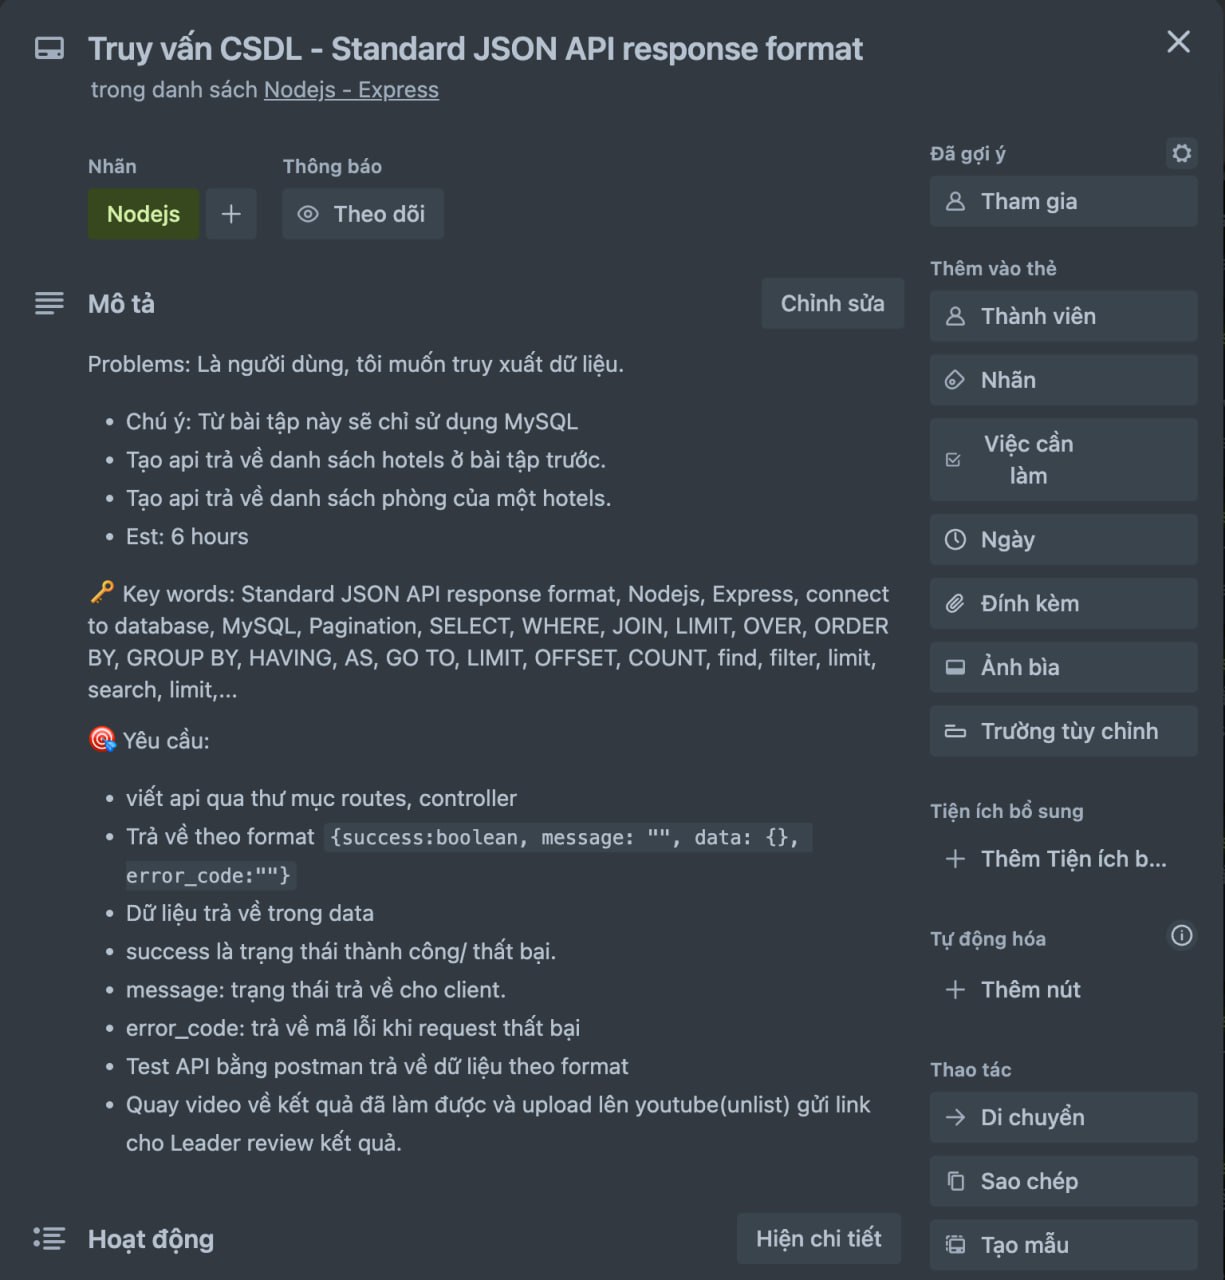 Truy vấn CSDL - Standard JSON API response format
trong danh sách Nodejs - Express
Nhãn
Thông báo
Nodejs
Theo dõi
Mô tả
Chỉnh sửa
Problems: Là người dùng, tôi muốn truy xuất dữ liệu.
• Chú ý: Từ bài tập này sẽ chỉ sử dụng MySQL
• Tạo api trả về danh sách hotels ở bài tập trước.
• Tạo api trả về danh sách phòng của một hotels.
• Est: 6 hours
🔑 Key words: Standard JSON API response format, Nodejs, Express, connect
to database, MySQL, Pagination, SELECT, WHERE, JOIN, LIMIT, OVER, ORDER
BY, GROUP BY, HAVING, AS, GO TO, LIMIT, OFFSET, COUNT, find, filter, limit,
search, limit,...
🎯 Yêu cầu:
• viết api qua thư mục routes, controller
• Trả về theo format {success:boolean, message: "", data: {},
error_code:""}
• Dữ liệu trả về trong data
• success là trạng thái thành công/ thất bại.
• message: trạng thái trả về cho client.
• error_code: trả về mã lỗi khi request thất bại
• Test API bằng postman trả về dữ liệu theo format
• Quay video về kết quả đã làm được và upload lên youtube(unlist) gửi link
cho Leader review kết quả.
Hoạt động
Hiện chi tiết
Đã gợi ý
Tham gia
Thêm vào thẻ
Thành viên
Nhãn
Việc cần
làm
Ngày
Đính kèm
Ảnh bìa
Trường tùy chỉnh
Tiện ích bổ sung
Thêm Tiện ích b...
Tự động hóa
Thêm nút
Thao tác
Di chuyển
Sao chép
Tạo mẫu